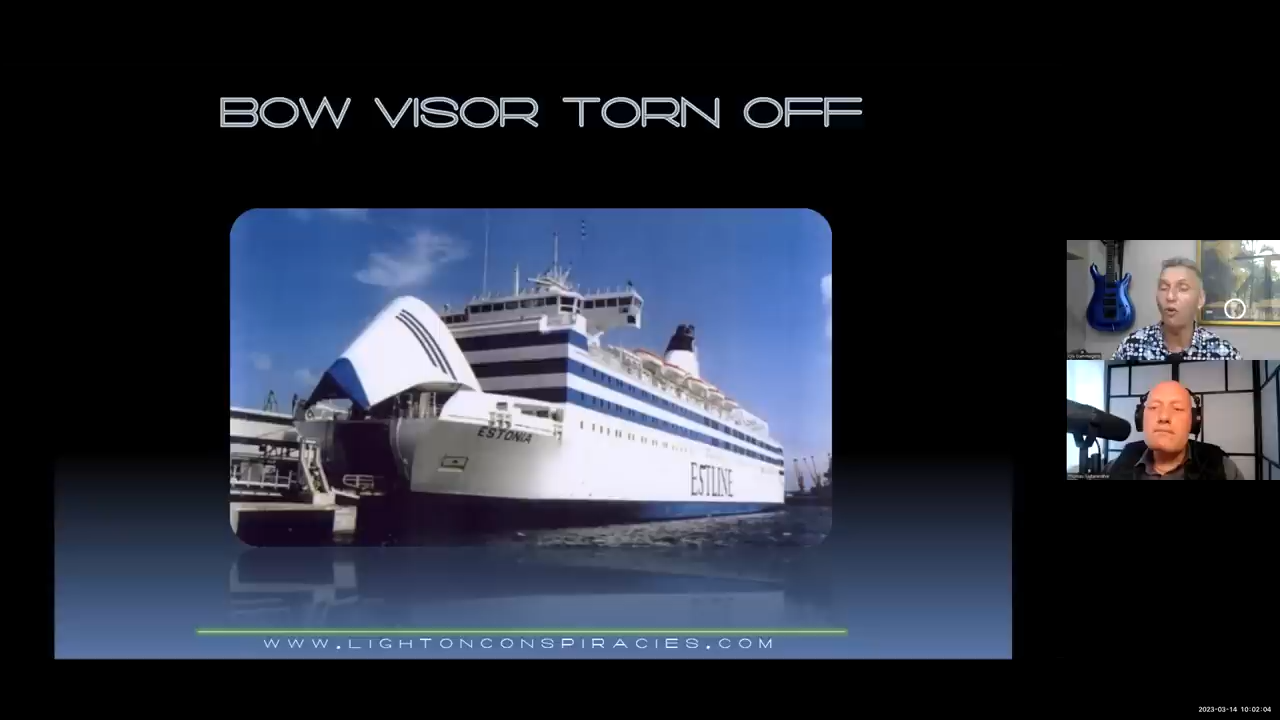 BOW VISOR TORN OFF
ESTONIA
ESTLINE
WWW.LIGHTONCONSPIRACIES.COM
2023-03-14 10:02:04